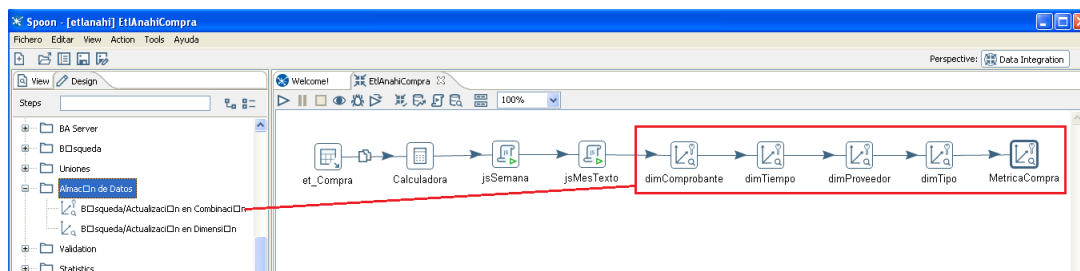 Spoon - [etlanahi] EtlAnahiCompra
Fichero Editar View Action Tools Ayuda
Perspective: Data Integration
View Design
Welcome! EtlAnahiCompra
Steps
100%
BA Server
B□squeda
Uniones
Almac□n de Datos
B□squeda/Actualizaci□n en Combinaci□n
B□squeda/Actualizaci□n en Dimensi□n
Validation
Statistics
et_Compra Calculadora jsSemana jsMesTexto dimComprobante dimTiempo dimProveedor dimTipo MetricaCompra